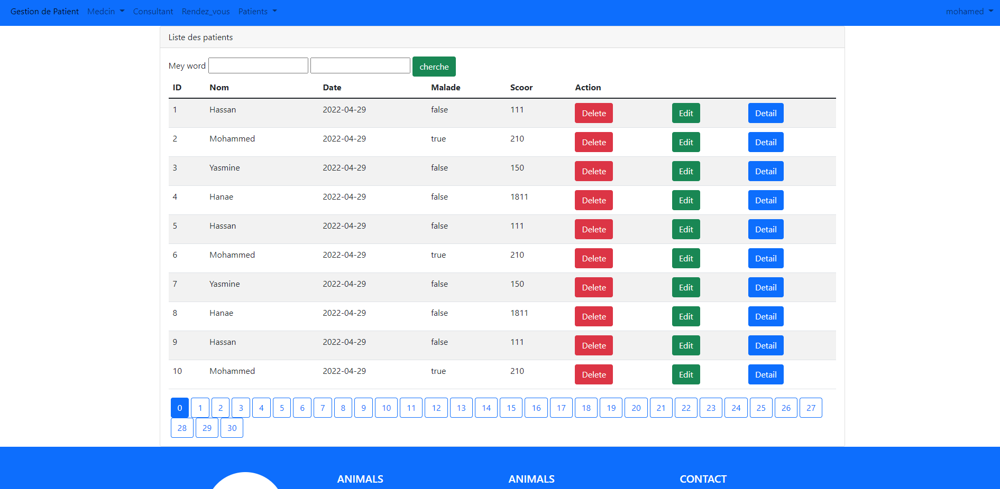 Gestion de Patient Medcin Consultant Rendez_vous Patients mohamed
Liste des patients
Mey word cherche
ID Nom Date Malade Scoor Action
1 Hassan 2022-04-29 false 111 Delete Edit Detail
2 Mohammed 2022-04-29 true 210 Delete Edit Detail
3 Yasmine 2022-04-29 false 150 Delete Edit Detail
4 Hanae 2022-04-29 false 1811 Delete Edit Detail
5 Hassan 2022-04-29 false 111 Delete Edit Detail
6 Mohammed 2022-04-29 true 210 Delete Edit Detail
7 Yasmine 2022-04-29 false 150 Delete Edit Detail
8 Hanae 2022-04-29 false 1811 Delete Edit Detail
9 Hassan 2022-04-29 false 111 Delete Edit Detail
10 Mohammed 2022-04-29 true 210 Delete Edit Detail
0 1 2 3 4 5 6 7 8 9 10 11 12 13 14 15 16 17 18 19 20 21 22 23 24 25 26 27
28 29 30
ANIMALS ANIMALS CONTACT